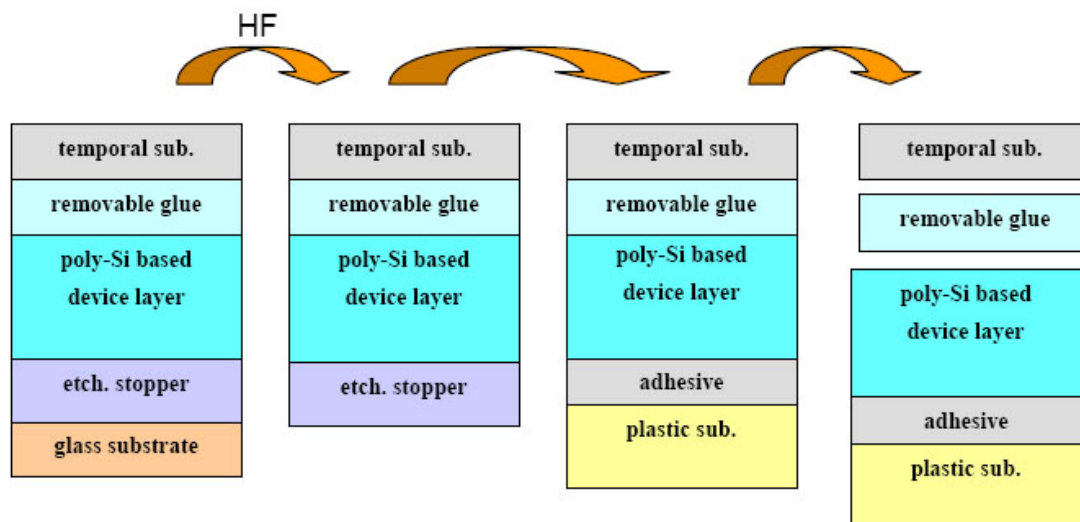 HF
temporal sub.
removable glue
poly-Si based
device layer
etch. stopper
glass substrate
temporal sub.
removable glue
poly-Si based
device layer
etch. stopper
temporal sub.
removable glue
poly-Si based
device layer
adhesive
plastic sub.
temporal sub.
removable glue
poly-Si based
device layer
adhesive
plastic sub.